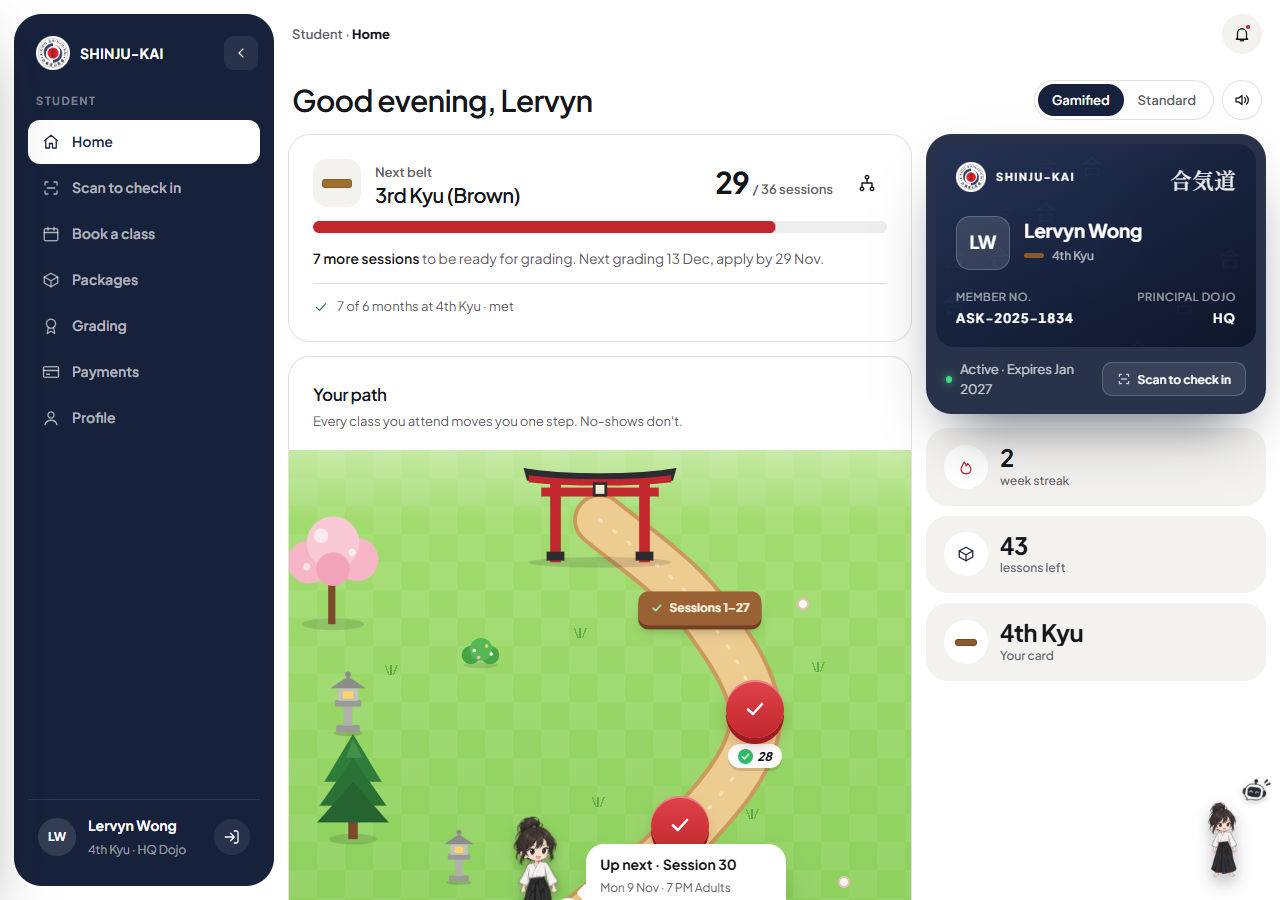 SHINJU-KAI
STUDENT
Home
Scan to check in
Book a class
Packages
Grading
Payments
Profile
LW
Lervyn Wong
4th Kyu · HQ Dojo
Student · Home
Good evening, Lervyn
Gamified
Standard
Next belt
3rd Kyu (Brown)
29 / 36 sessions
7 more sessions to be ready for grading. Next grading 13 Dec, apply by 29 Nov.
7 of 6 months at 4th Kyu · met
Your path
Every class you attend moves you one step. No-shows don't.
Sessions 1–27
28
Up next · Session 30
Mon 9 Nov · 7 PM Adults
SHINJU-KAI
合気道
LW
Lervyn Wong
4th Kyu
MEMBER NO.
PRINCIPAL DOJO
ASK-2025-1834
HQ
Active · Expires Jan
2027
Scan to check in
2
week streak
43
lessons left
4th Kyu
Your card